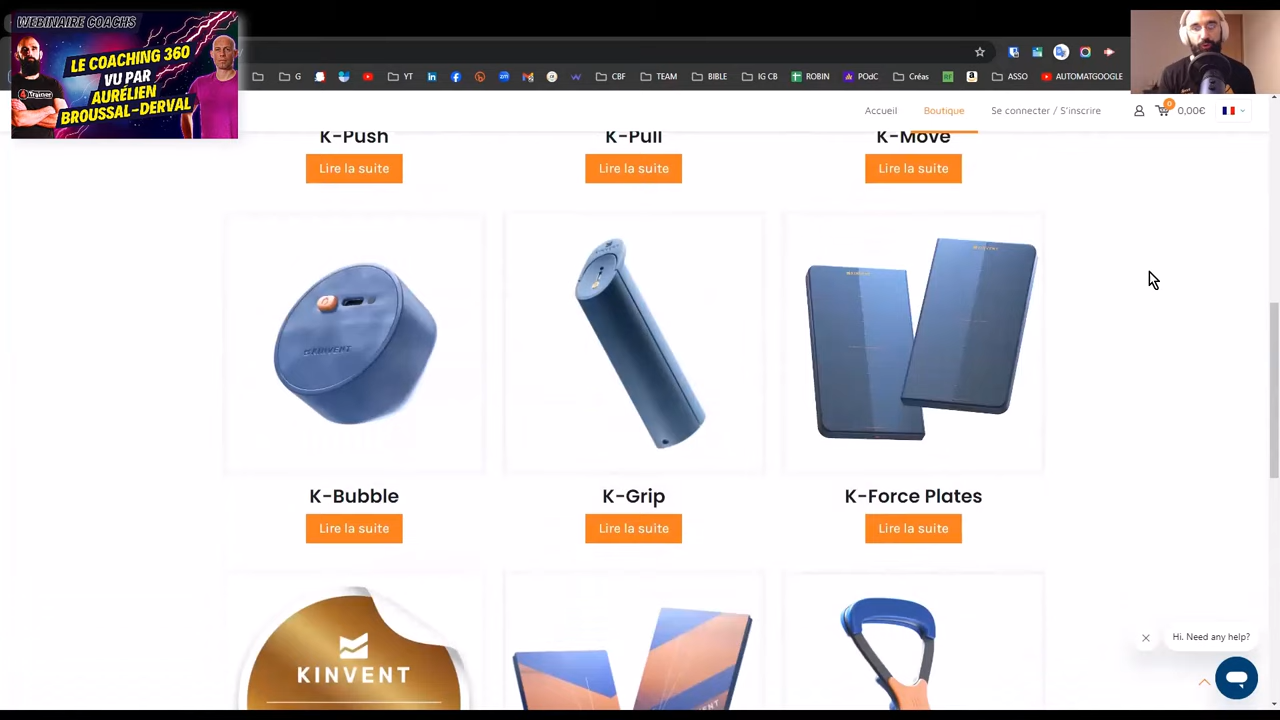 WEBINAIRE COACHS
LE COACHING 360
VU PAR
AURÉLIEN
BROUSSAL-DERVAL
4Trainer
G
YT
CBF
TEAM
BIBLE
IG CB
ROBIN
POdC
Créas
ASSO
AUTOMATGOOGLE
Accueil
Boutique
Se connecter / S'inscrire
0
0,00€
K-Push
K-Pull
K-Move
Lire la suite
Lire la suite
Lire la suite
KINVENT
K-Bubble
K-Grip
K-Force Plates
Lire la suite
Lire la suite
Lire la suite
KINVENT
Hi. Need any help?